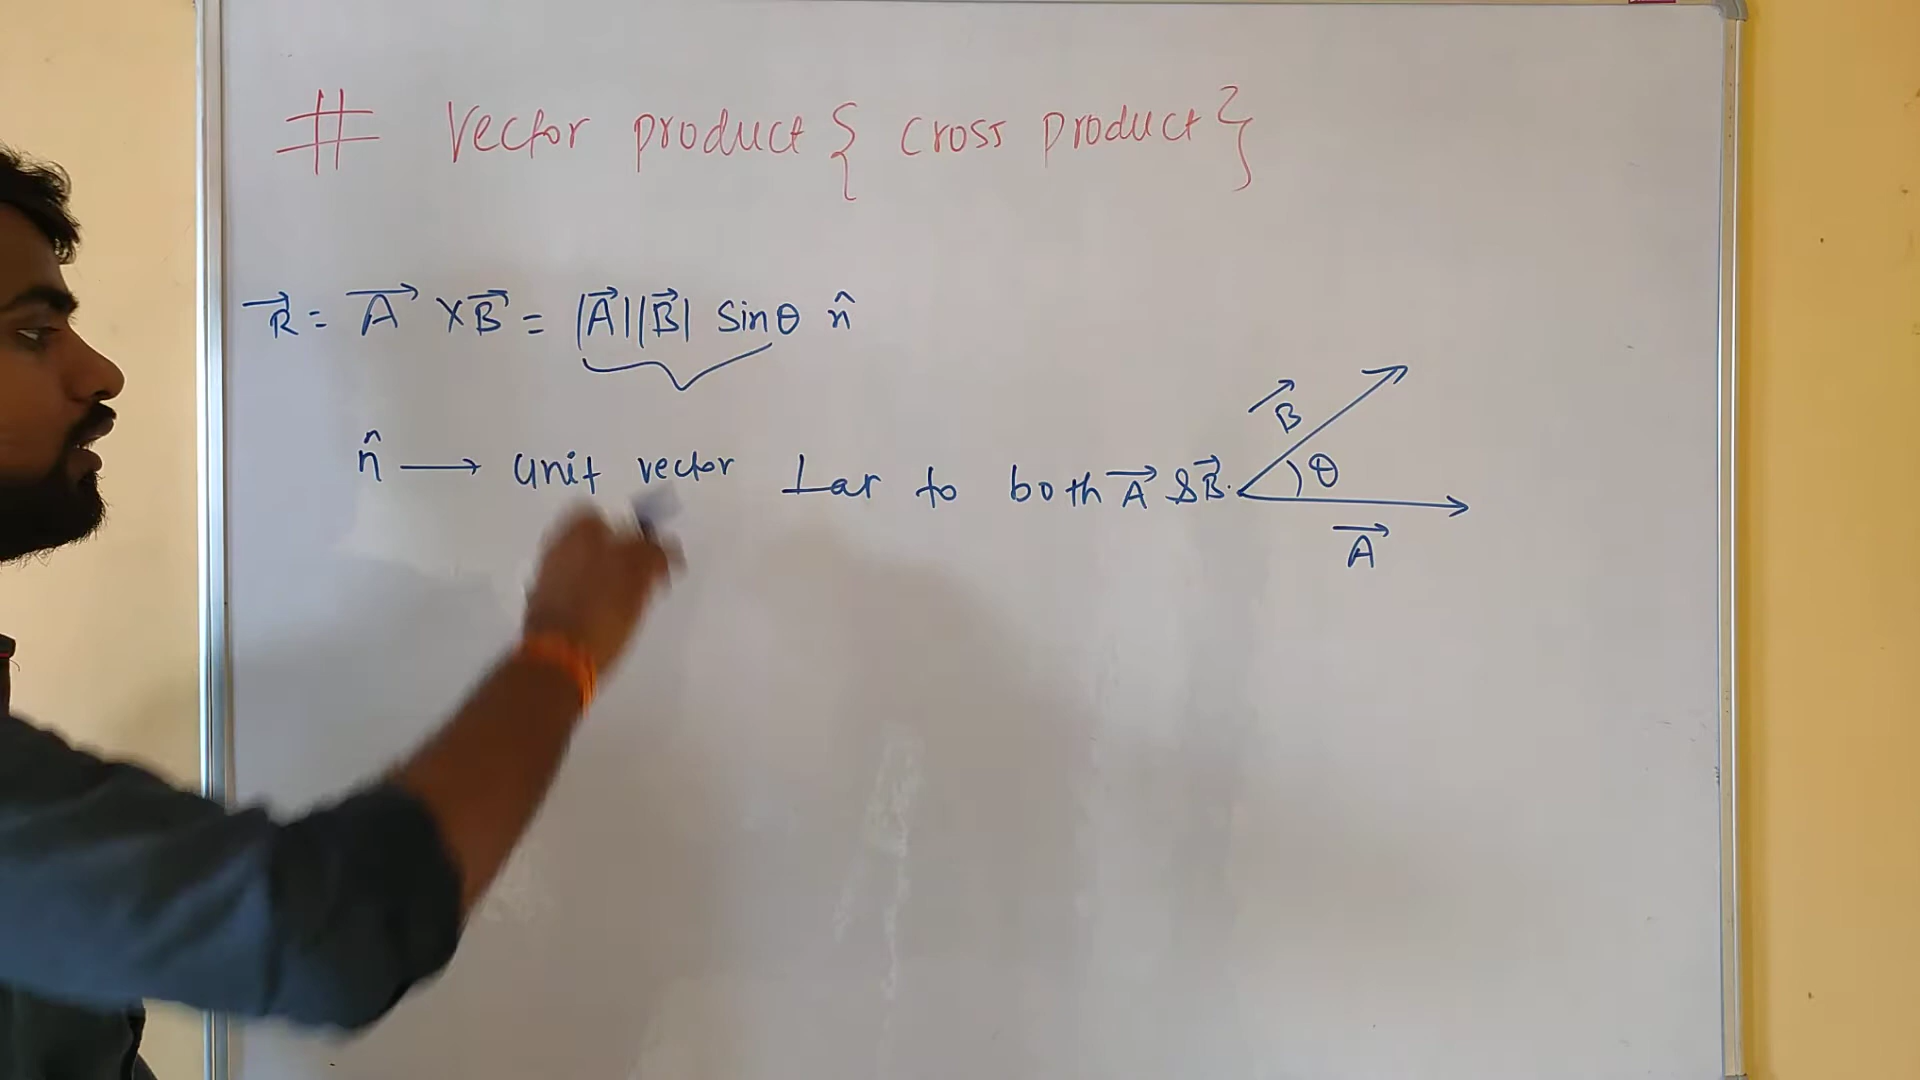 # Vector product { cross product }
R⃗ = A⃗ × B⃗ = |A⃗||B⃗| Sinθ n̂
n̂ → unit vector ⊥ar to both A⃗ & B⃗.
B⃗
θ
A⃗